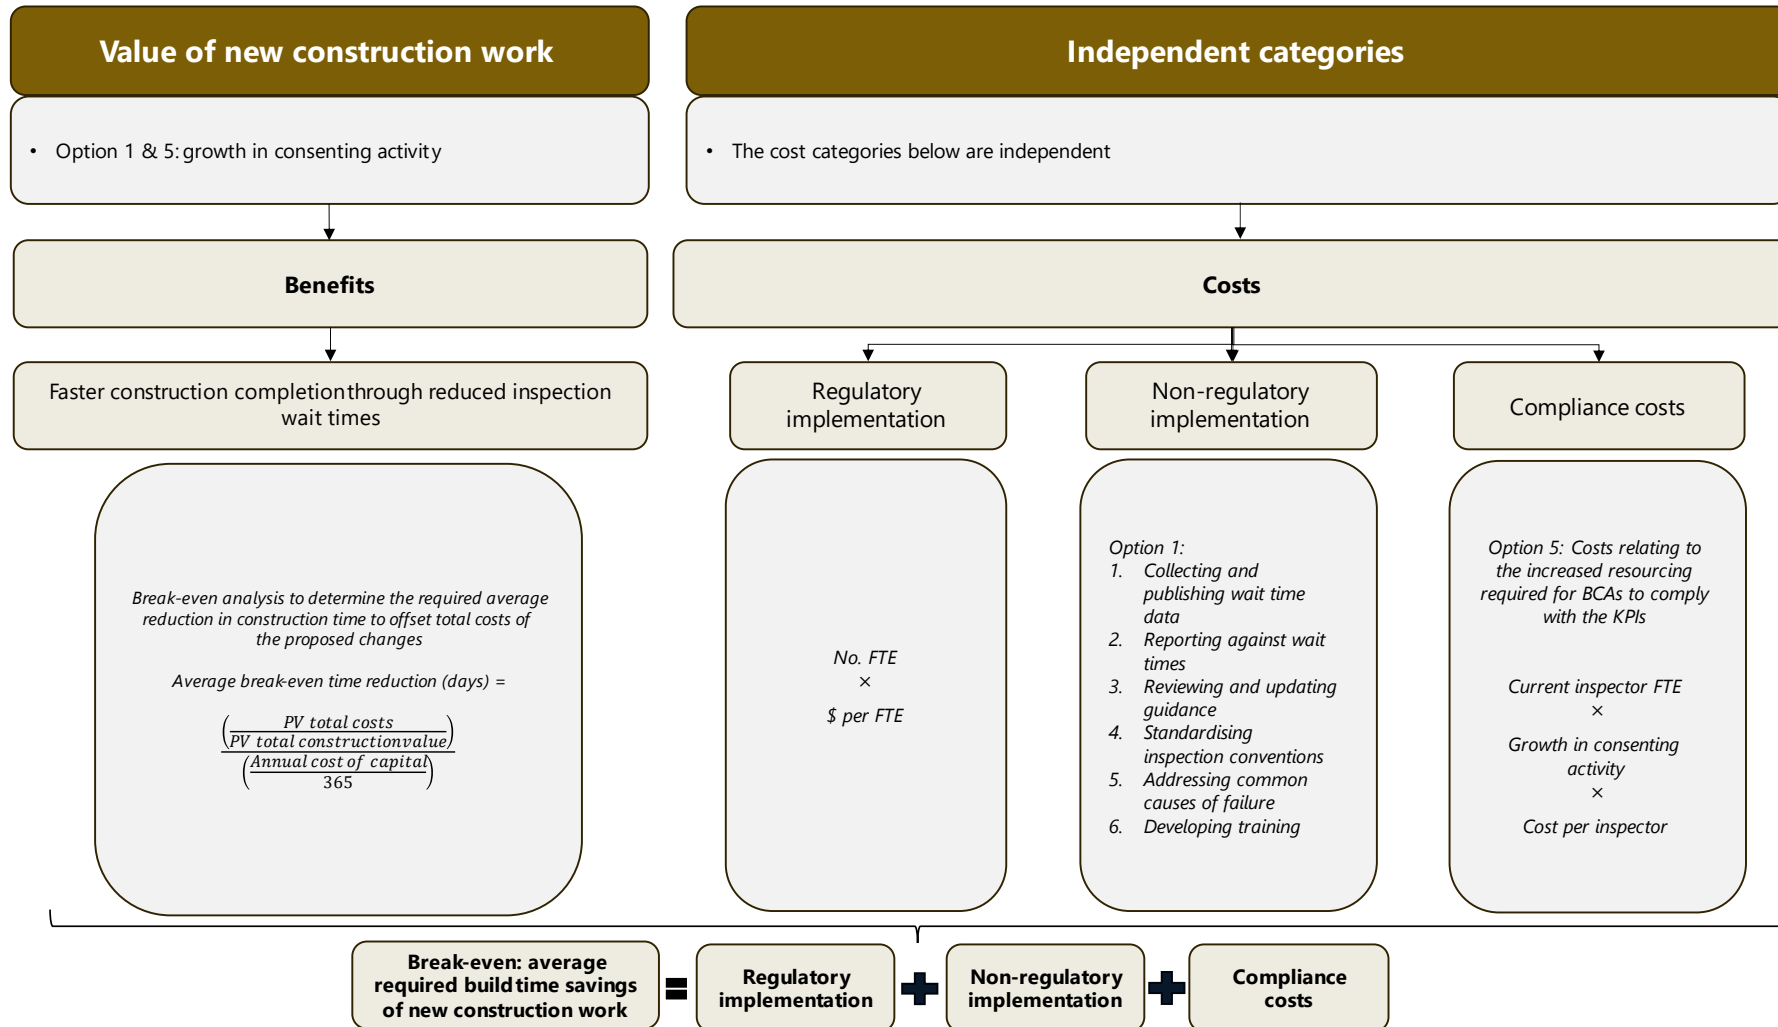 Value of new construction work
Independent categories
• Option 1 & 5: growth in consenting activity
• The cost categories below are independent
Benefits
Costs
Faster construction completionthrough reduced inspection
wait times
Regulatory
implementation
Non-regulatory
implementation
Compliance costs
Break-even analysis to determine the required average
reduction in construction time to offset total costs of
the proposed changes
Average break-even time reduction (days) =
(PV total costs
PV total constructionvalue)
(Annual cost of capital
365)
No. FTE
×
$ per FTE
Option 1:
1. Collecting and
publishing wait time
data
2. Reporting against wait
times
3. Reviewing and updating
guidance
4. Standardising
inspection conventions
5. Addressing common
causes of failure
6. Developing training
Option 5: Costs relating to
the increased resourcing
required for BCAs to comply
with the KPIs
Current inspector FTE
×
Growth in consenting
activity
×
Cost per inspector
Break-even: average
required build time savings
of new construction work
=
Regulatory
implementation
+
Non-regulatory
implementation
+
Compliance
costs